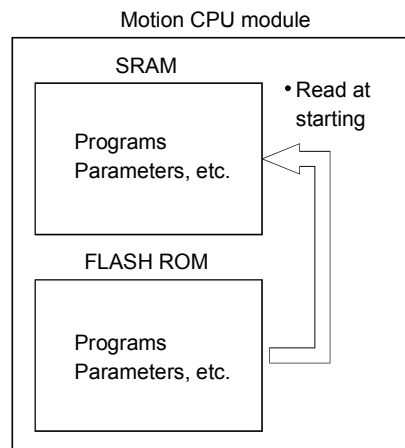 Motion CPU module
SRAM
• Read at
starting
Programs
Parameters, etc.
FLASH ROM
Programs
Parameters, etc.